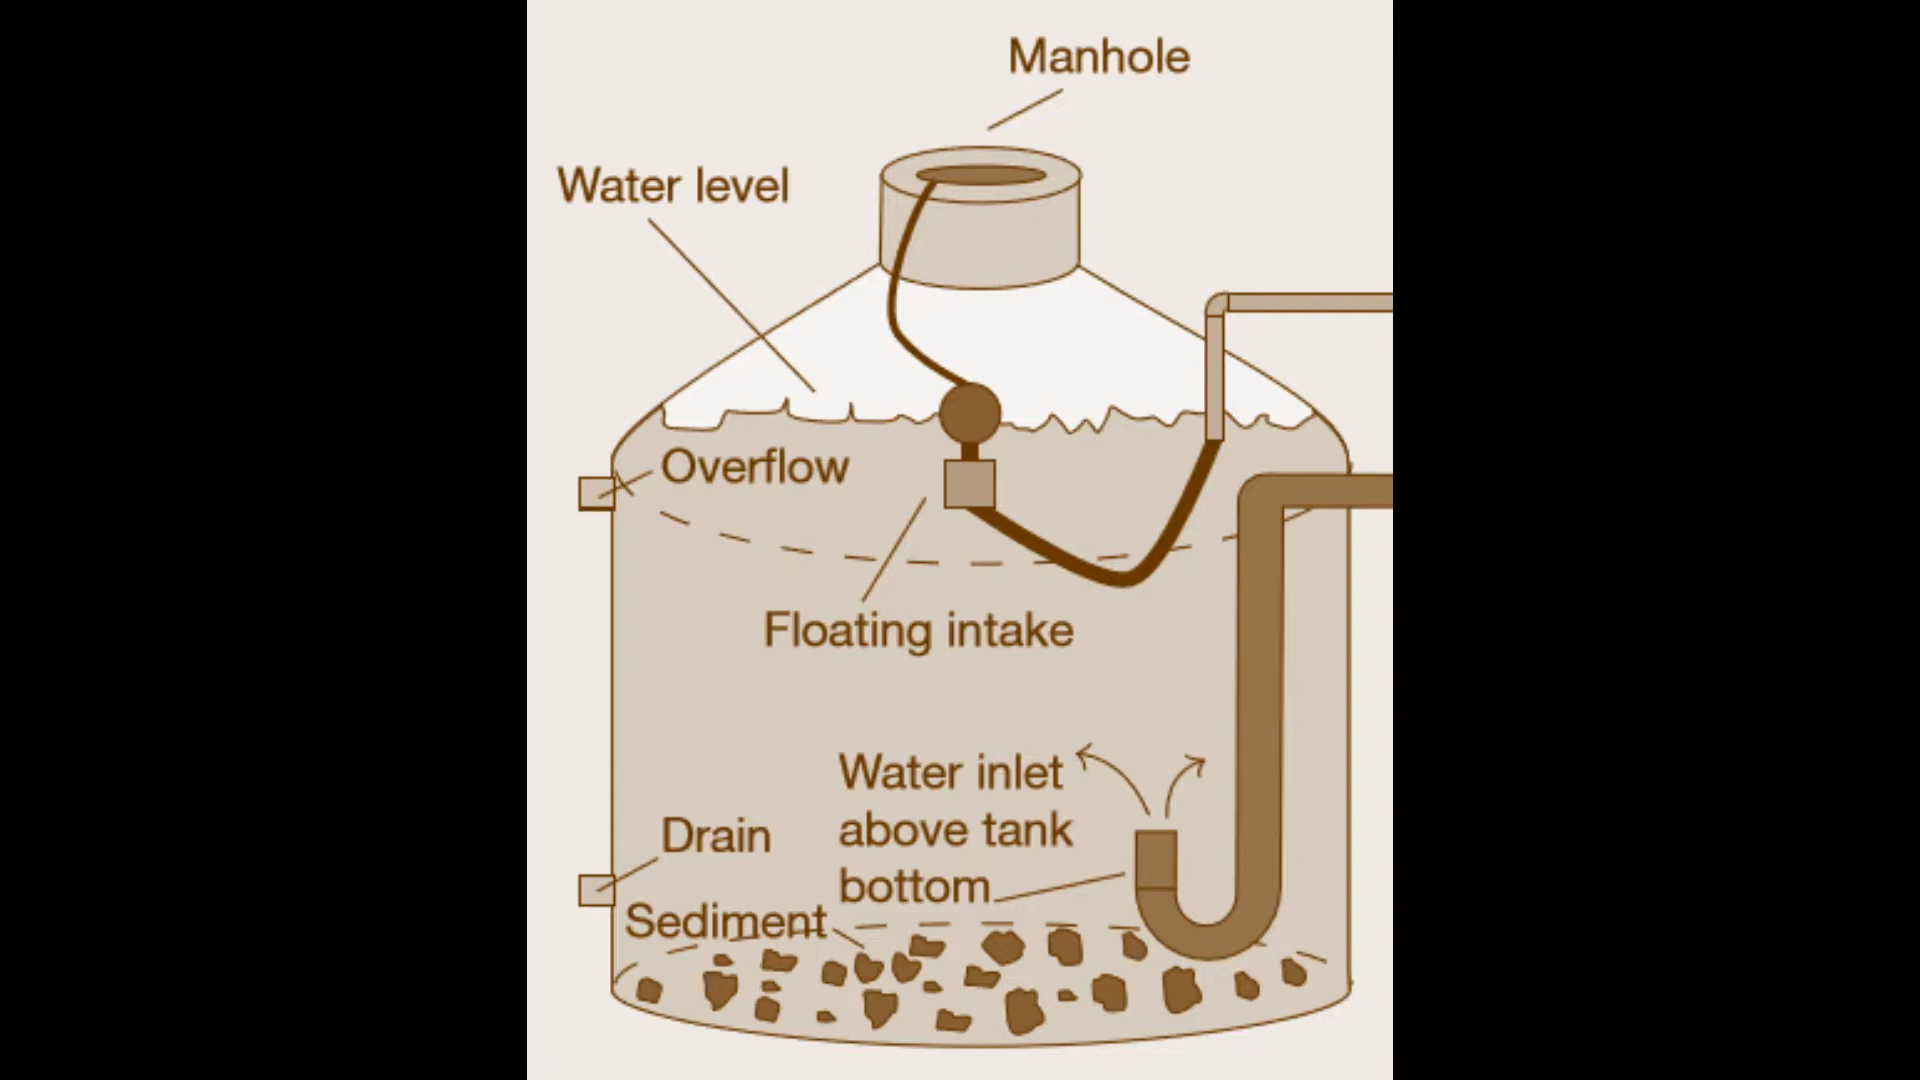 Manhole
Water level
Overflow
Floating intake
Water inlet
above tank
bottom
Drain
Sediment